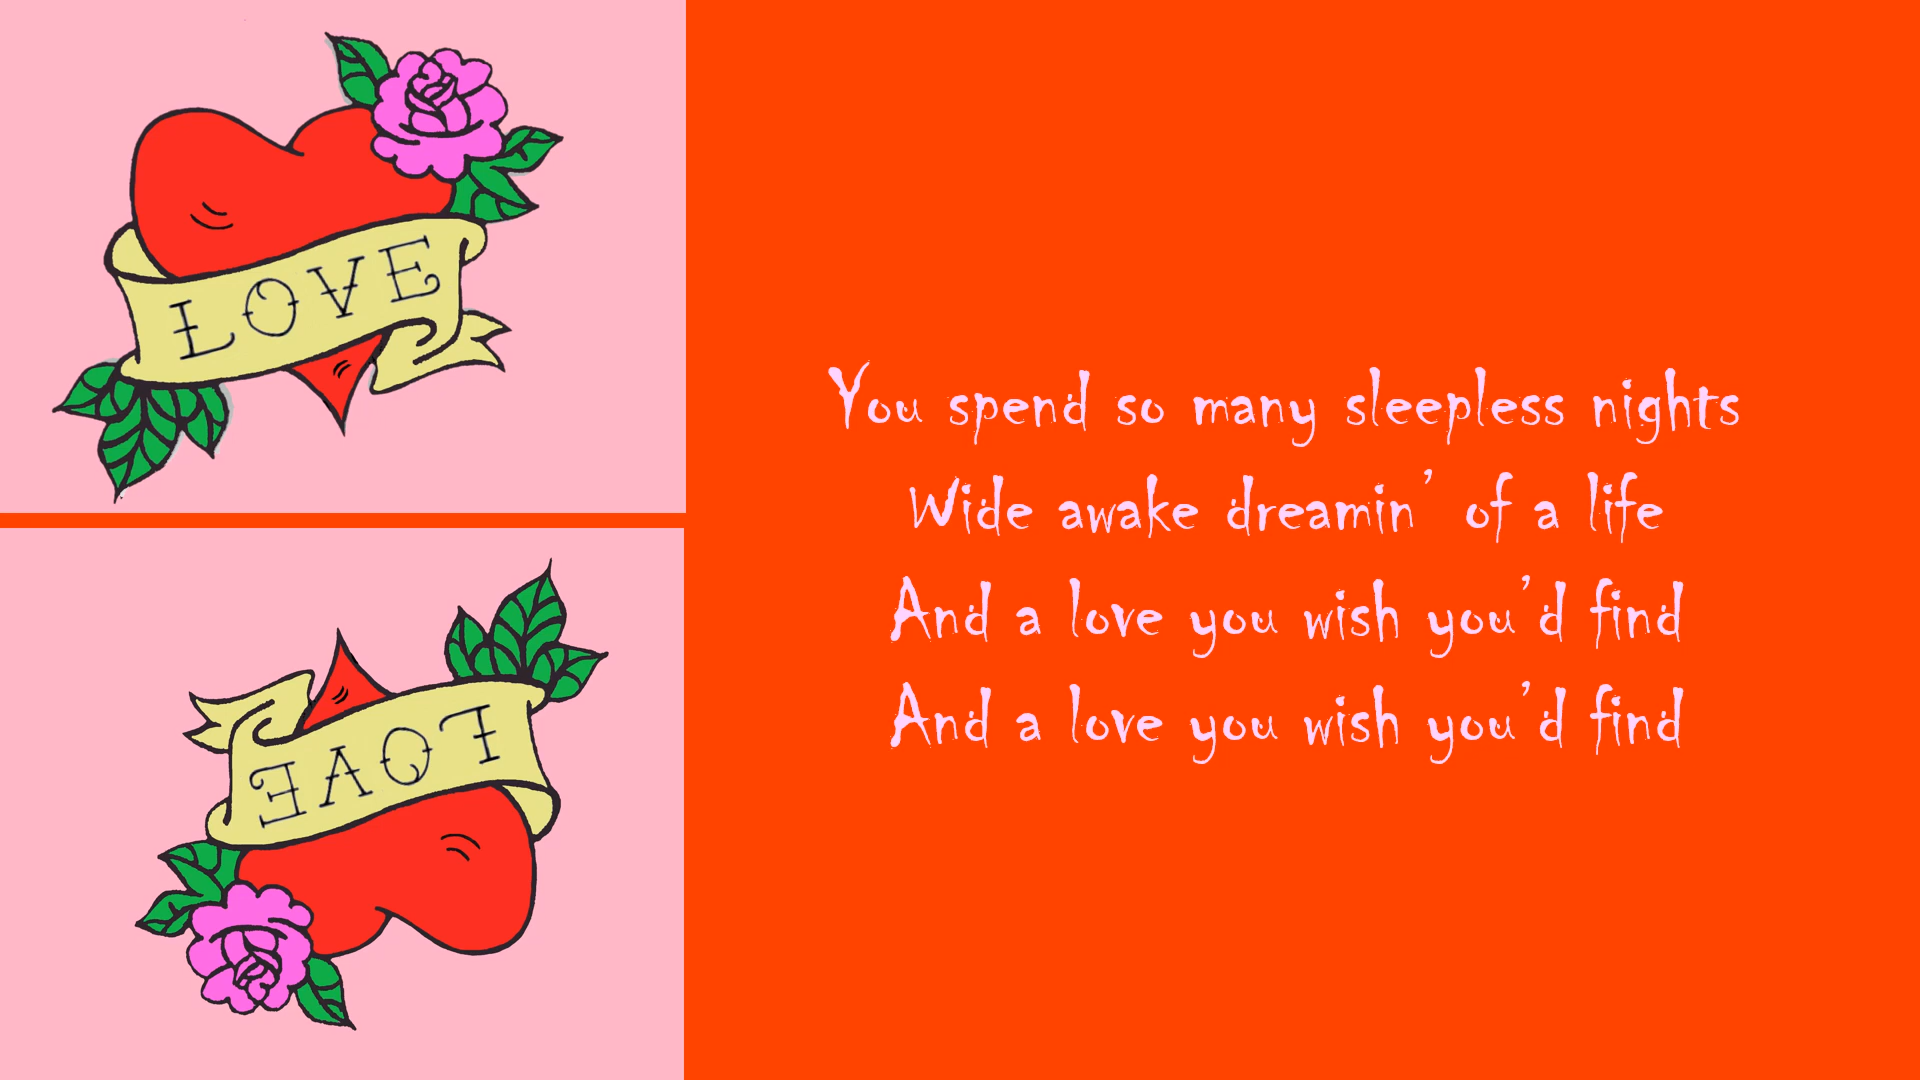 LOVE
LOVE
You spend so many sleepless nights
Wide awake dreamin’ of a life
And a love you wish you’d find
And a love you wish you’d find